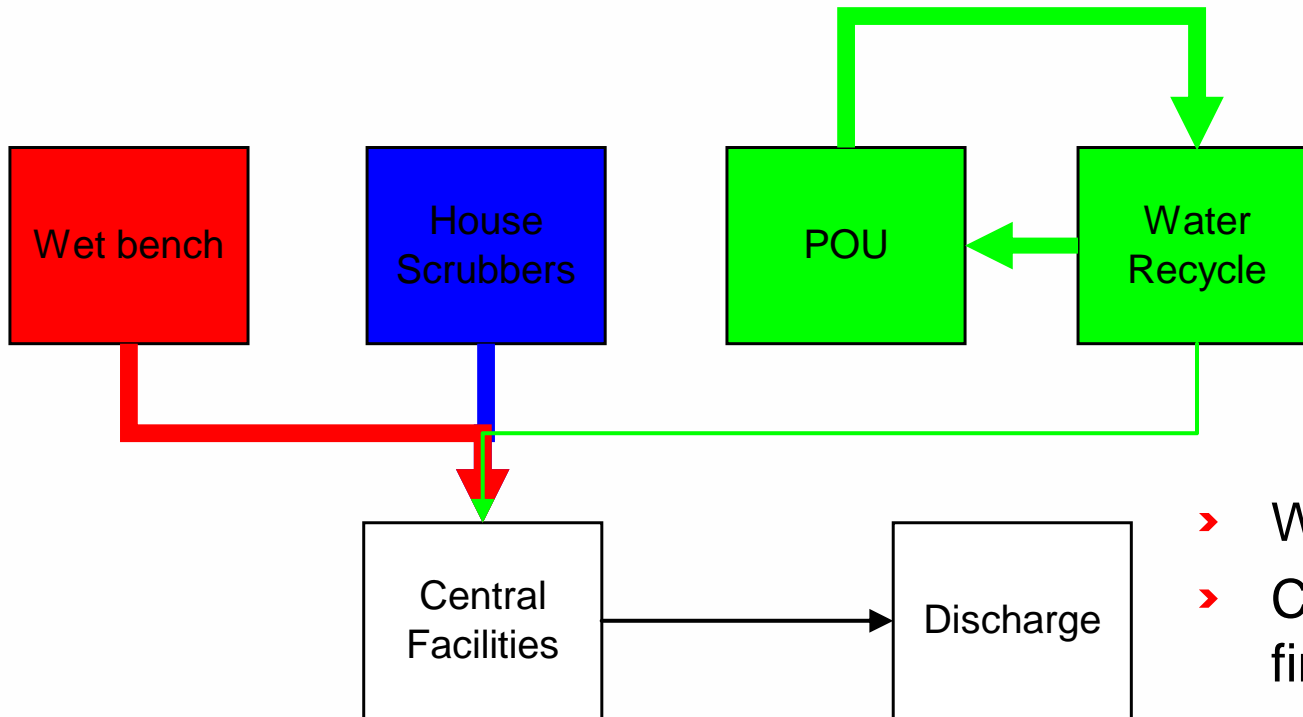 Wet bench
House
Scrubbers
POU
Water
Recycle
Central
Facilities
Discharge